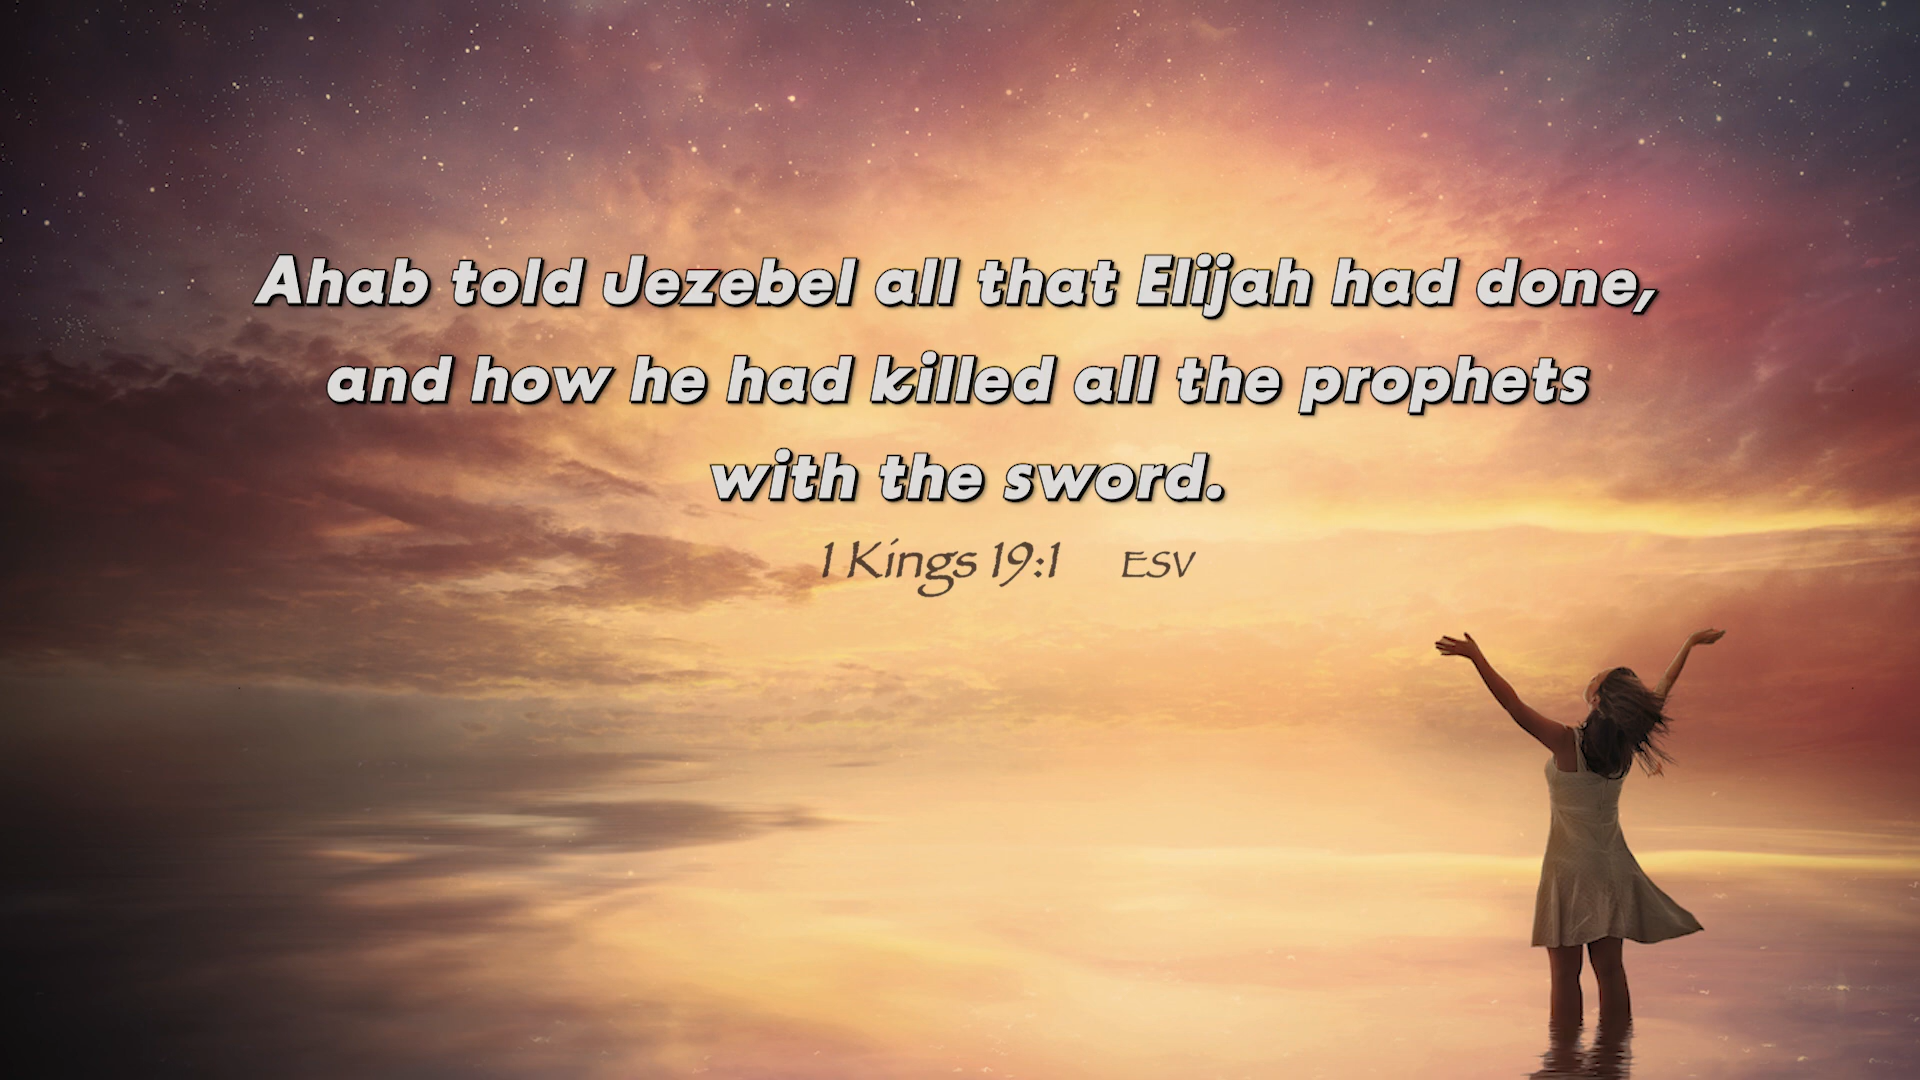 Ahab told Jezebel all that Elijah had done,
and how he had killed all the prophets
with the sword.
1 Kings 19:1 ESV